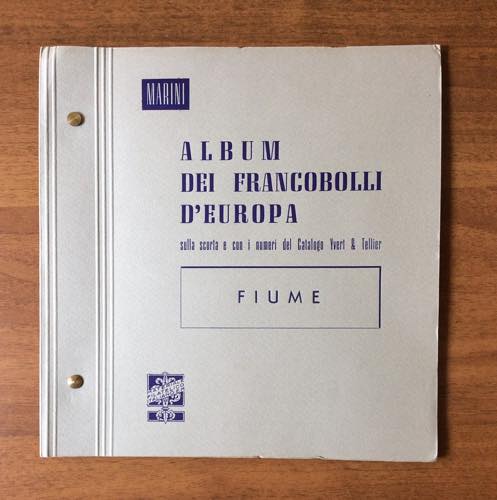 MARINI
ALBUM
DEI FRANCOBOLLI
D'EUROPA
sulla scorta e con i numeri del Catalogo Yvert & Tellier
FIUME